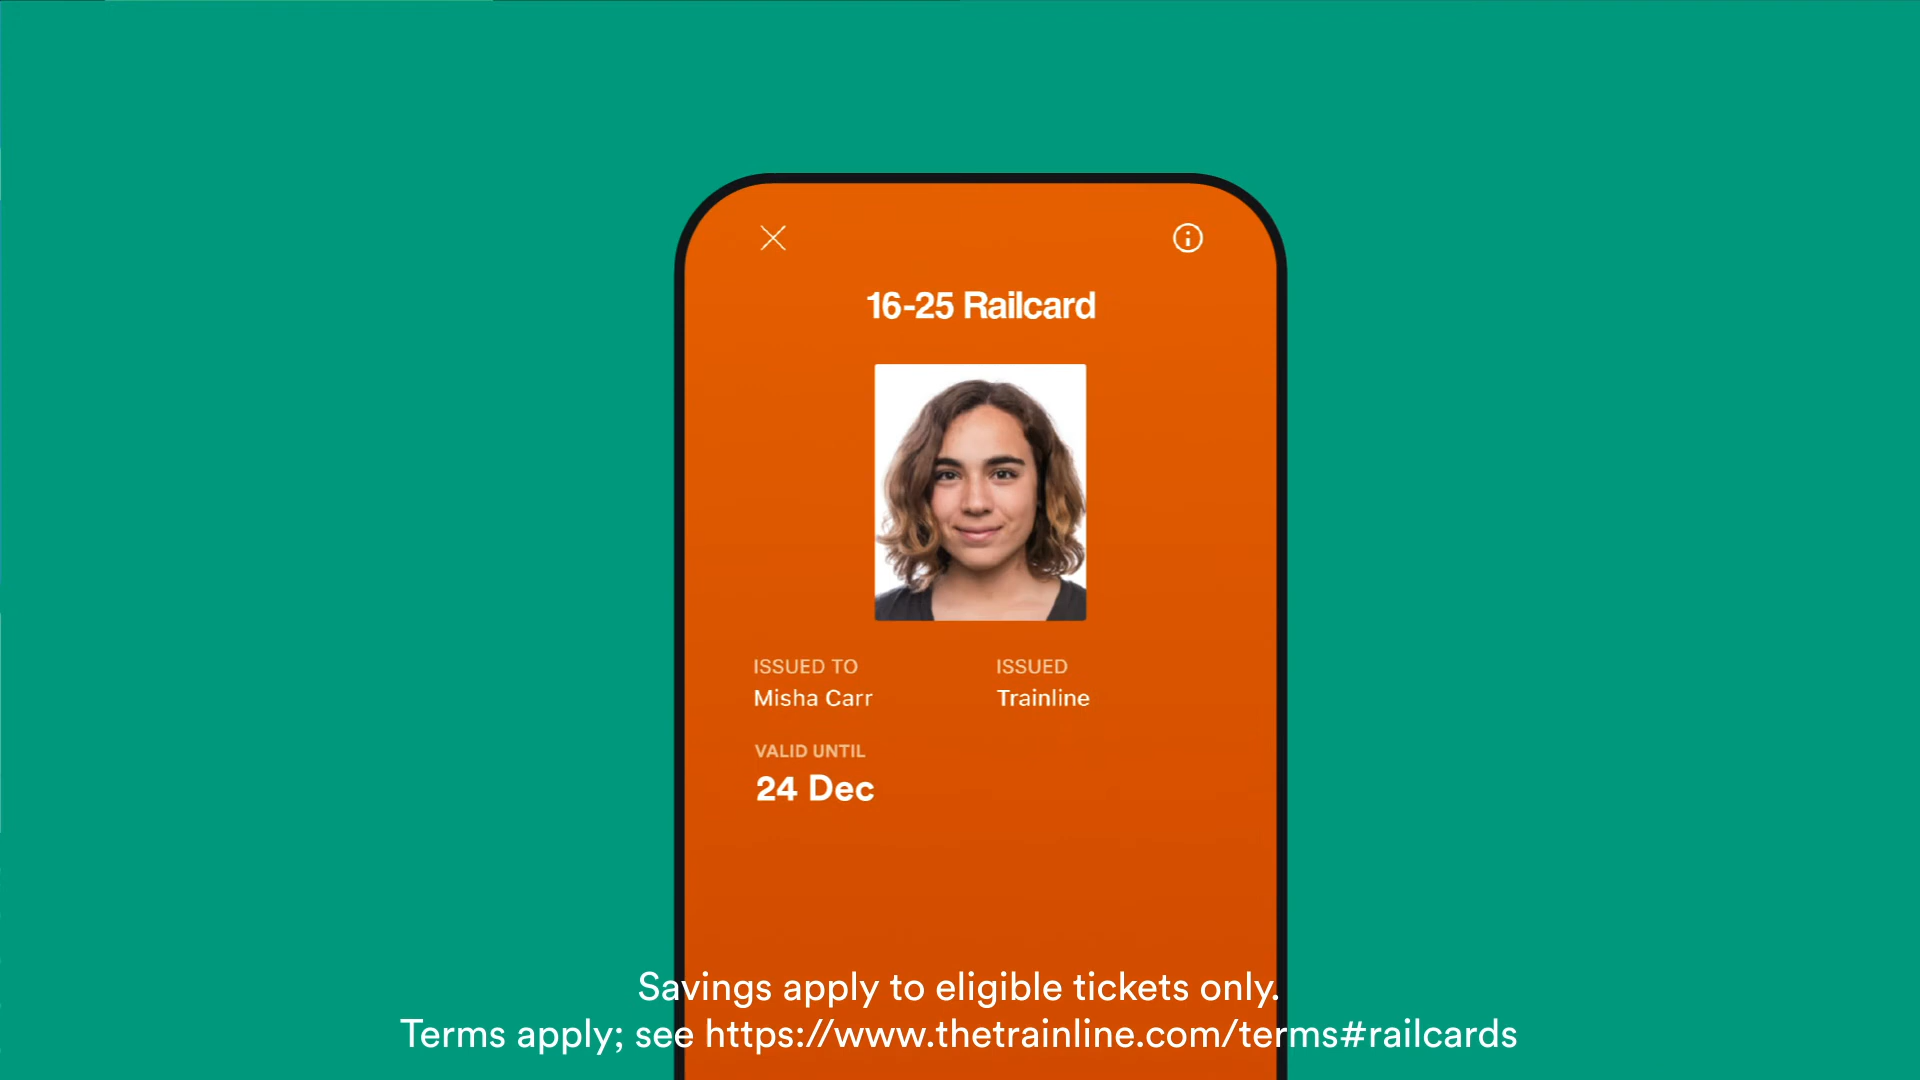 16-25 Railcard
ISSUED TO
Misha Carr
ISSUED
Trainline
VALID UNTIL
24 Dec
Savings apply to eligible tickets only.
Terms apply; see https://www.thetrainline.com/terms#railcards